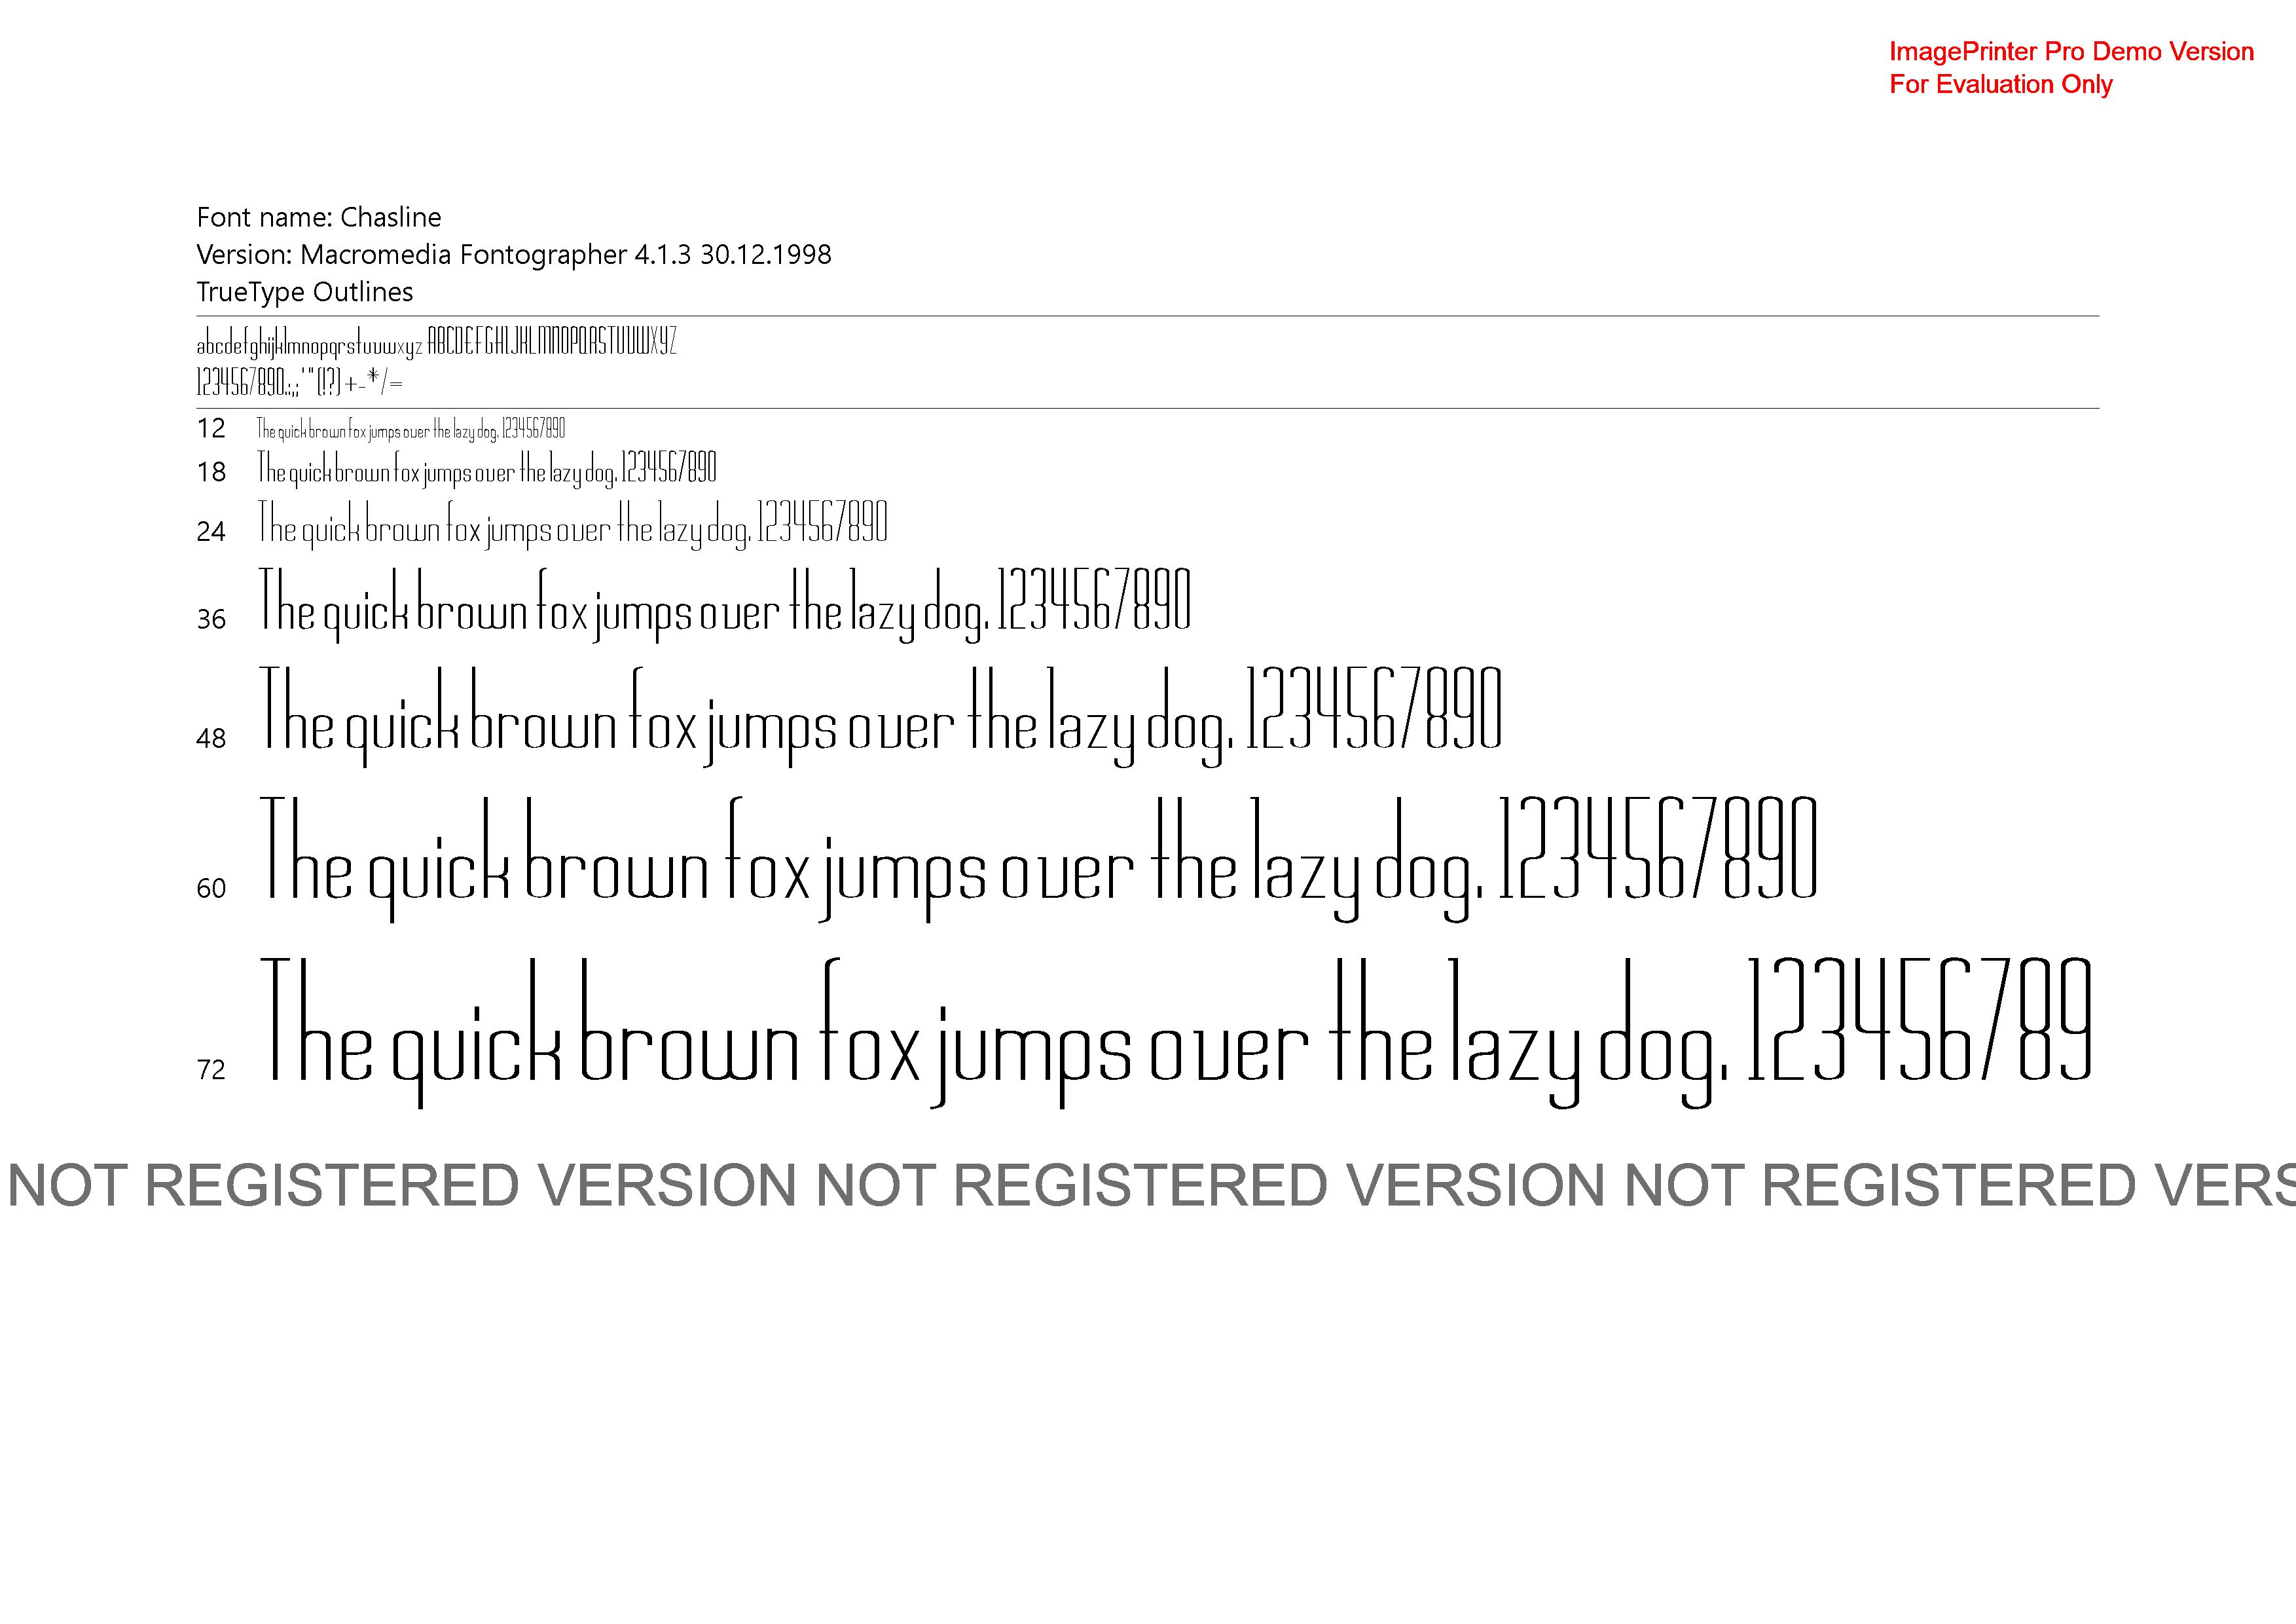 ImagePrinter Pro Demo Version
For Evaluation Only
Font name: Chasline
Version: Macromedia Fontographer 4.1.3 30.12.1998
TrueType Outlines
abcdefghijklmnopqrstuvwxyz ABCDEFGHIJKLMNOPQRSTUVWXYZ
1234567890.:,; ' " (!?) +-*/=
12 The quick brown fox jumps over the lazy dog. 1234567890
18 The quick brown fox jumps over the lazy dog. 1234567890
24 The quick brown fox jumps over the lazy dog. 1234567890
36 The quick brown fox jumps over the lazy dog. 1234567890
48 The quick brown fox jumps over the lazy dog. 1234567890
60 The quick brown fox jumps over the lazy dog. 1234567890
72 The quick brown fox jumps over the lazy dog. 123456789
NOT REGISTERED VERSION NOT REGISTERED VERSION NOT REGISTERED VERS